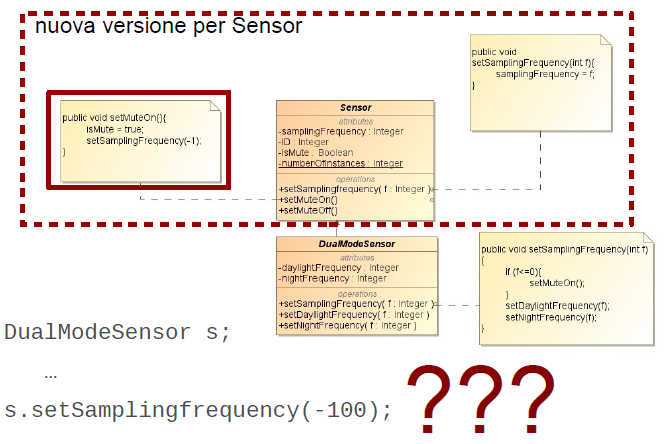 nuova versione per Sensor
public void
setSamplingFrequency(int f){
samplingFrequency = f;
}
public void setMuteOn(){
isMute = true;
setSamplingFrequency(-1);
}
Sensor
attributes
-samplingFrequency : Integer
-ID : Integer
-isMute : Boolean
-numberOfInstances : Integer
operations
+setSamplingfrequency( f : Integer )
+setMuteOn()
+setMuteOff()
DualModeSensor
attributes
-daylightFrequency : Integer
-nightFrequency : Integer
operations
+setSamplingFrequency( f : Integer )
+setDaylightFrequency( f : Integer )
+setNightFrequency( f : Integer )
public void setSamplingFrequency(int f)
{
if (f<=0){
setMuteOn();
}
setDaylightFrequency(f);
setNightFrequency(f);
}
DualModeSensor s;
…
s.setSamplingfrequency(-100);
???